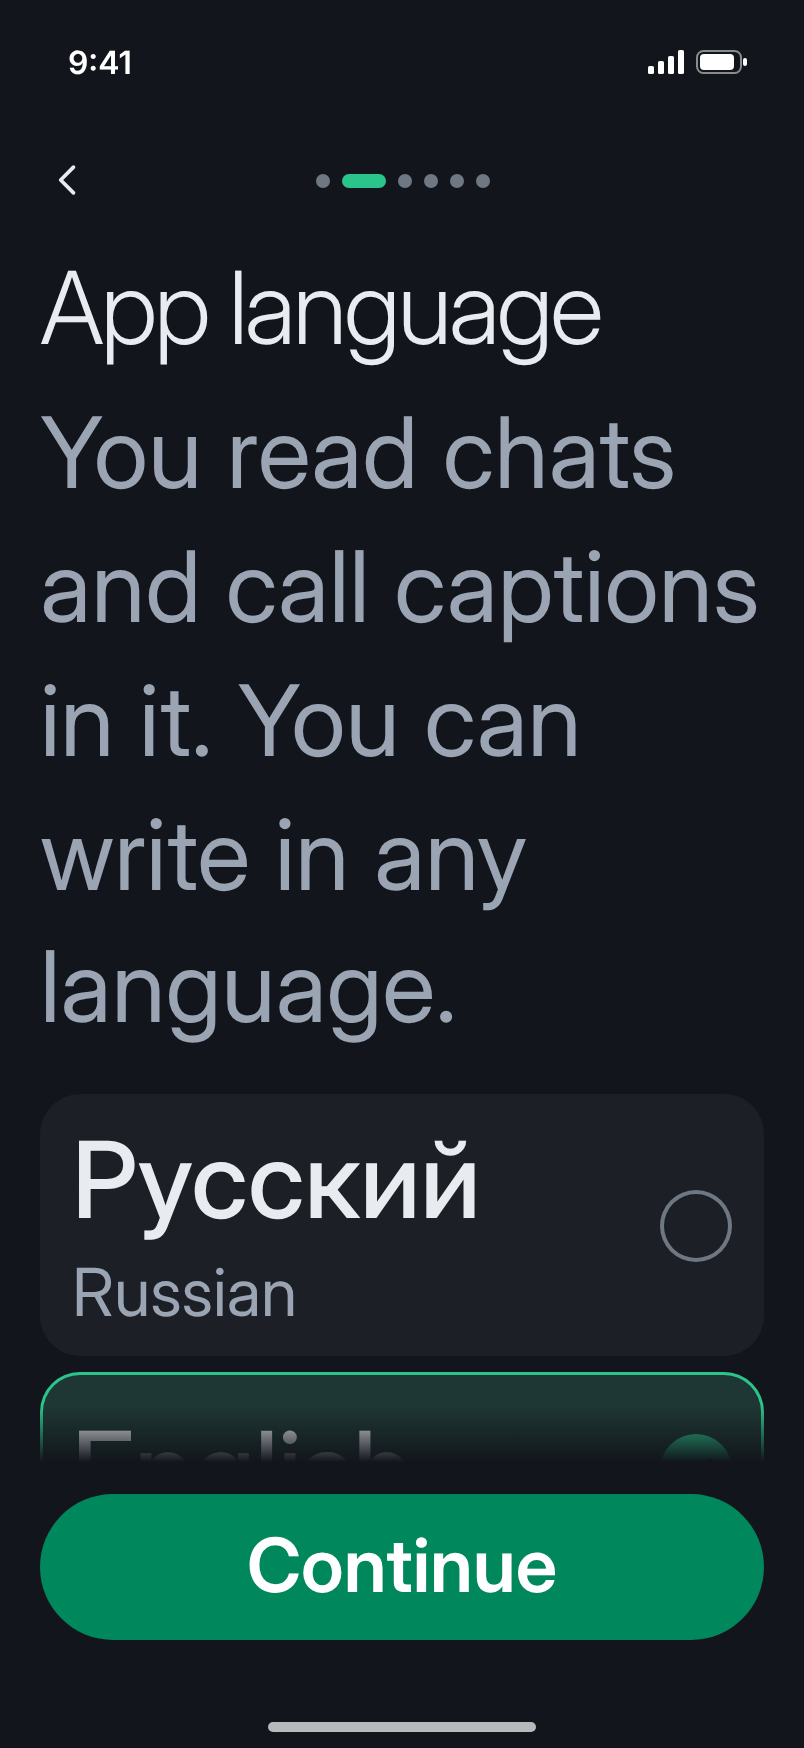 9:41
App language
You read chats
and call captions
in it. You can
write in any
language.
Русский
Russian
English
Continue